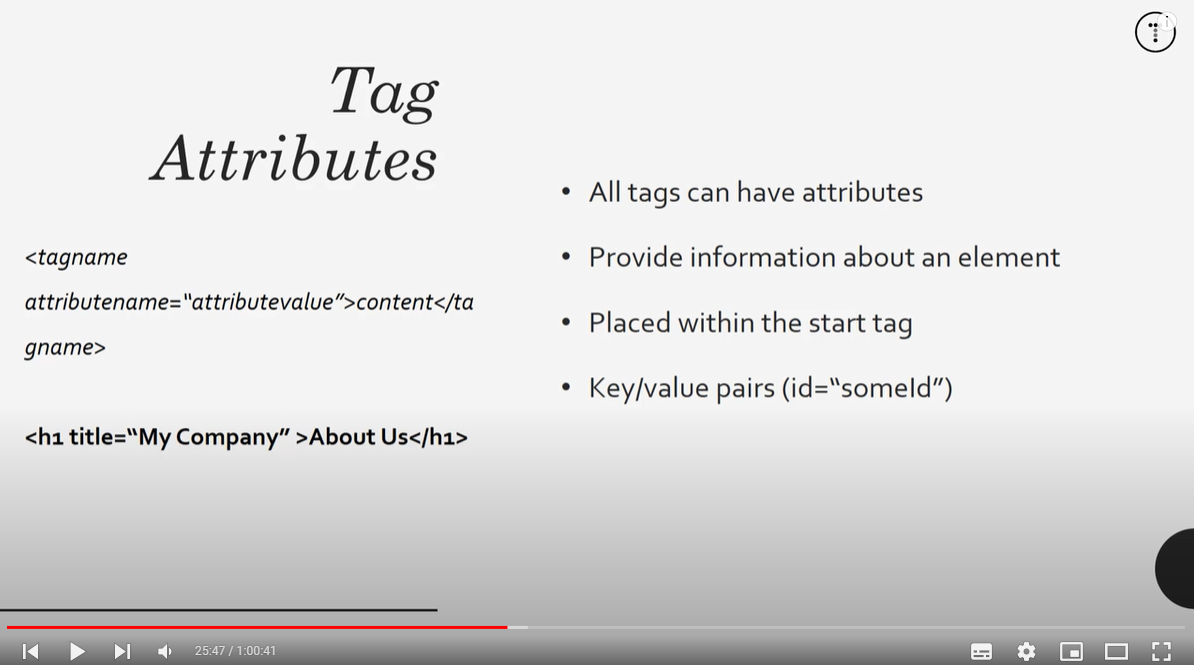 Tag
Attributes
<tagname
attributename=“attributevalue”>content</ta
gname>
<h1 title=“My Company” >About Us</h1>
• All tags can have attributes
• Provide information about an element
• Placed within the start tag
• Key/value pairs (id=“someId”)
25:47 / 1:00:41